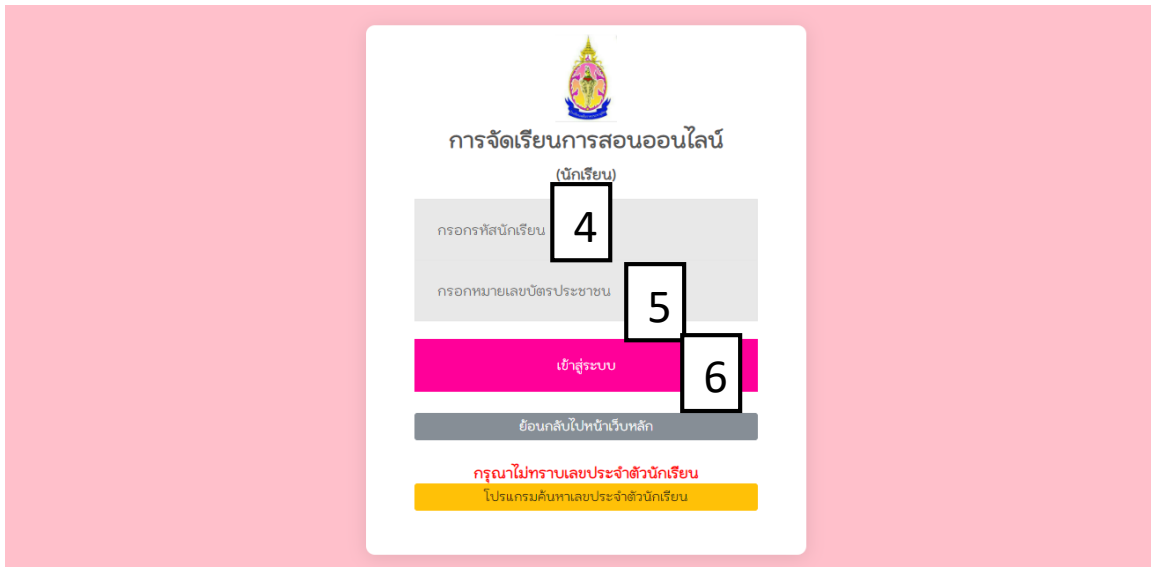 การจัดเรียนการสอนออนไลน์
(นักเรียน)
กรอกรหัสนักเรียน 4
กรอกหมายเลขบัตรประชาชน 5
เข้าสู่ระบบ 6
ย้อนกลับไปหน้าเว็บหลัก
กรุณาไม่ทราบเลขประจำตัวนักเรียน
โปรแกรมค้นหาเลขประจำตัวนักเรียน